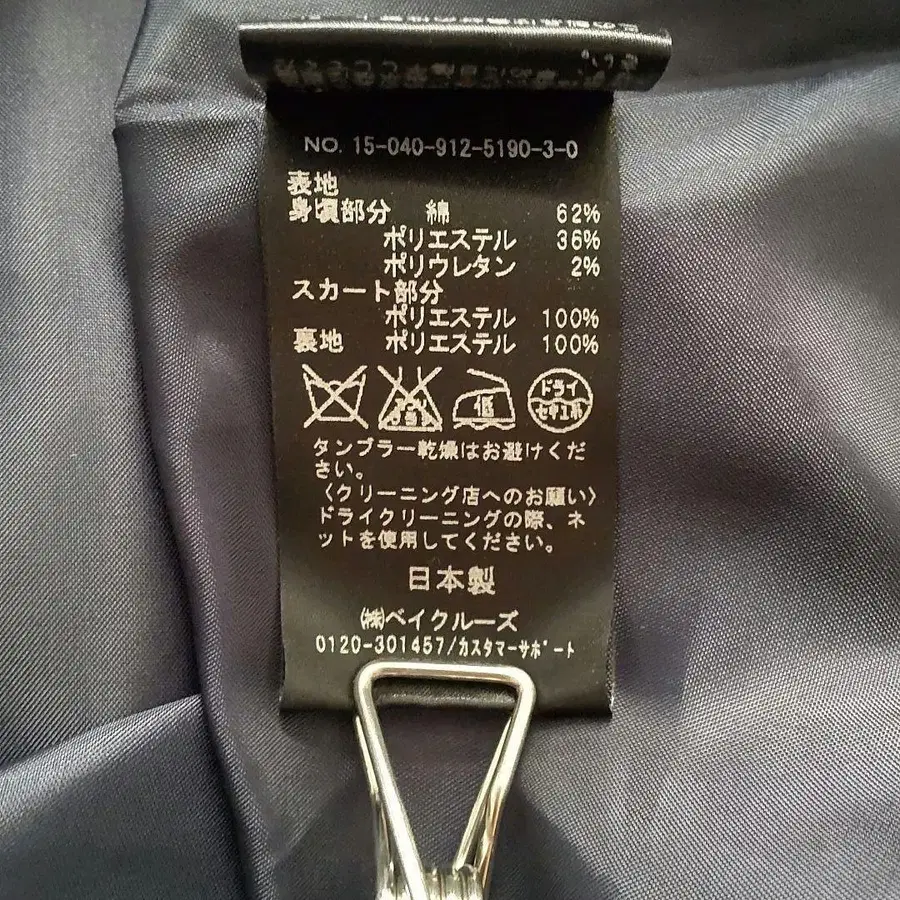 NO. 15-040-912-5190-3-0
表地
身頃部分 綿 62%
ポリエステル 36%
ポリウレタン 2%
スカート部分
ポリエステル 100%
裏地 ポリエステル 100%
低
ドライ
セキユ系
タンブラー乾燥はお避けくだ
さい。
〈クリーニング店へのお願い〉
ドライクリーニングの際、ネ
ットを使用してください。
日本製
㈱ベイクルーズ
0120-301457/カスタマーサポート